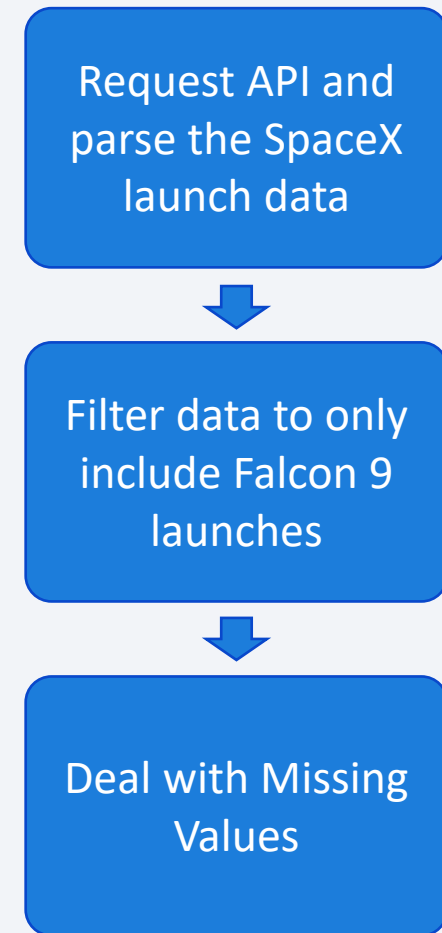 Request API and
parse the SpaceX
launch data
Filter data to only
include Falcon 9
launches
Deal with Missing
Values